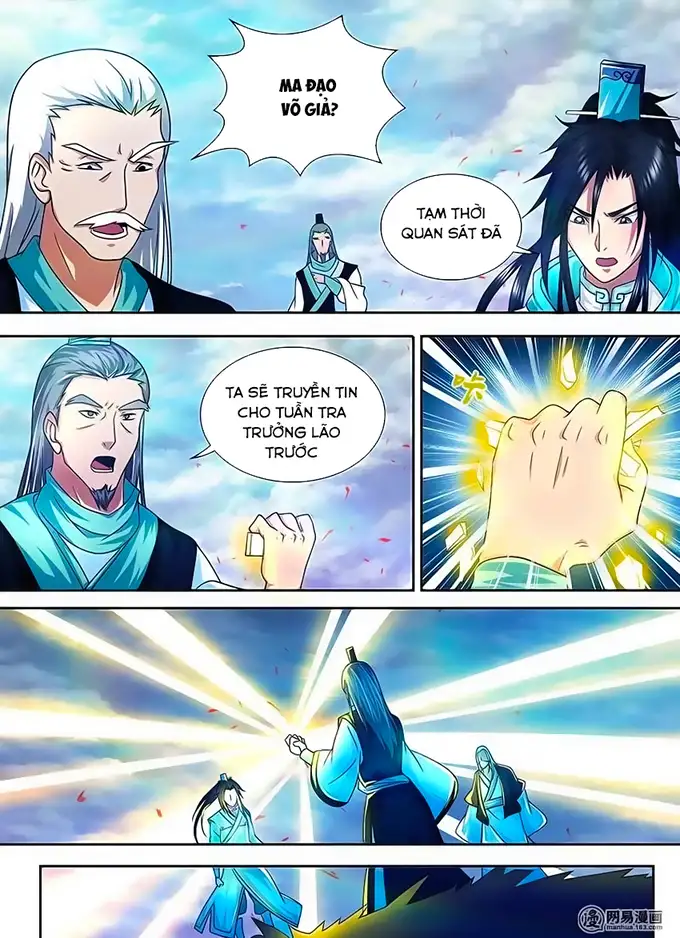 MA ĐẠO
VÕ GIẢ?
TẠM THỜI
QUAN SÁT ĐÃ
TA SẼ TRUYỀN TIN
CHO TUẦN TRA
TRƯỞNG LÃO
TRƯỚC
咔
网易漫画
manhua.163.com